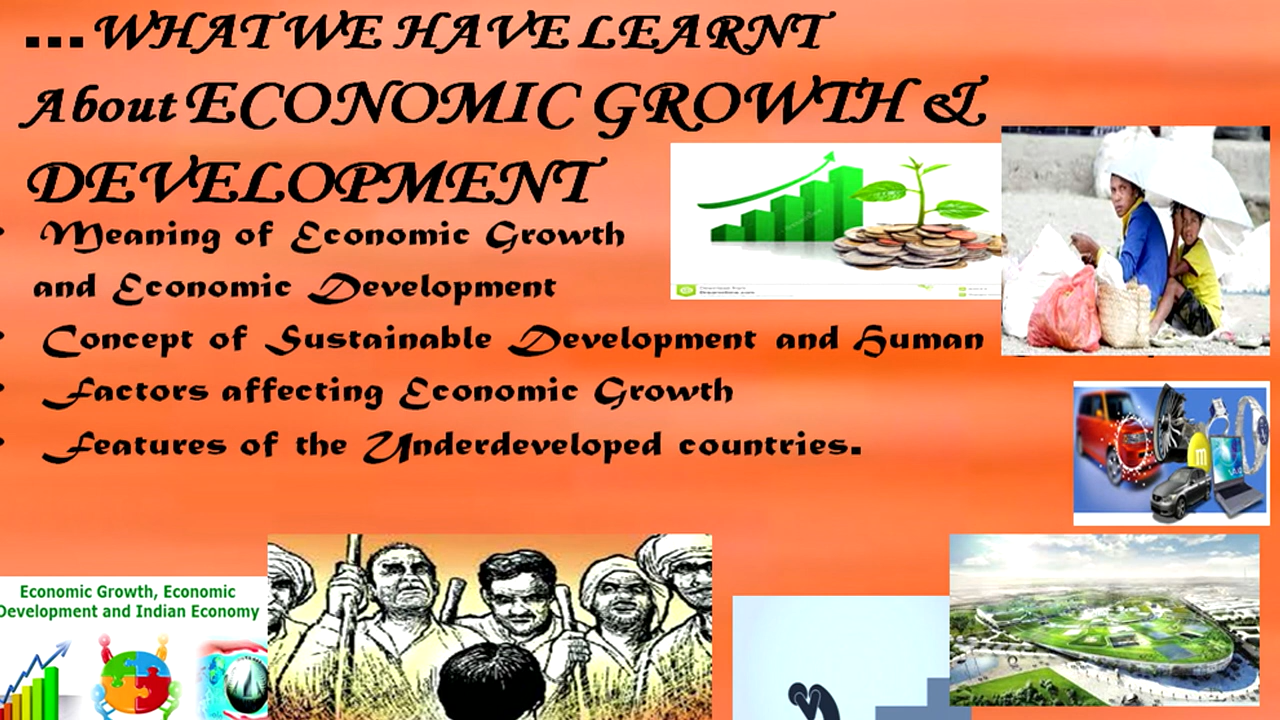 ...WHAT WE HAVE LEARNT
About ECONOMIC GROWTH &
DEVELOPMENT
• Meaning of Economic Growth
and Economic Development
• Concept of Sustainable Development and Human
• Factors affecting Economic Growth
• Features of the Underdeveloped countries.
Economic Growth, Economic
Development and Indian Economy